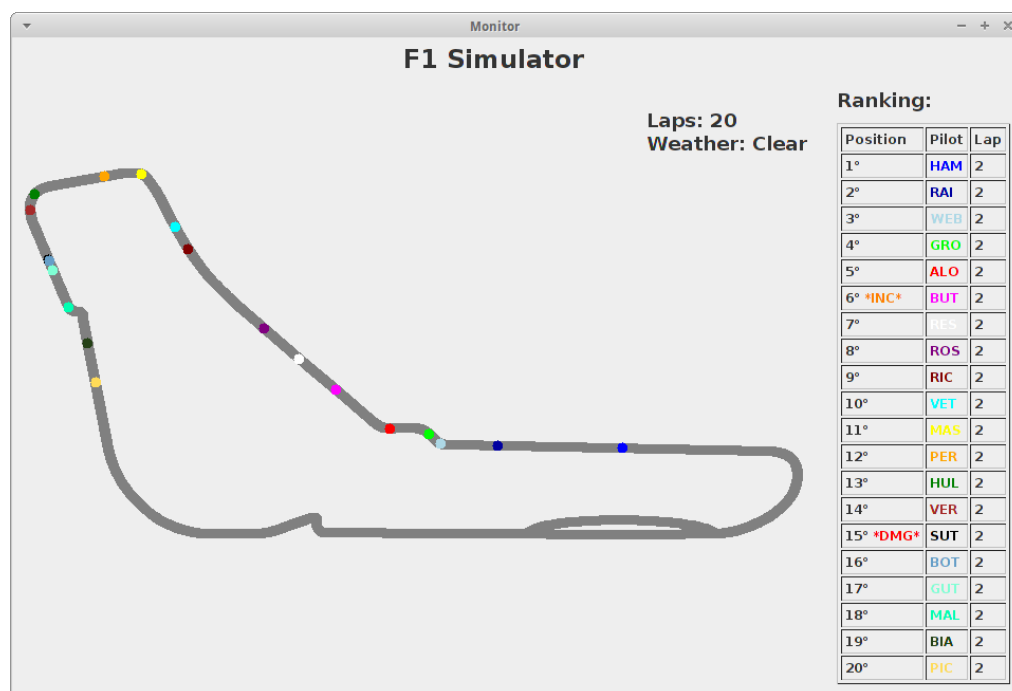 Monitor
F1 Simulator
Laps: 20
Weather: Clear
Ranking:
Position Pilot Lap
1° HAM 2
2° RAI 2
3° WEB 2
4° GRO 2
5° ALO 2
6° *INC* BUT 2
7° RES 2
8° ROS 2
9° RIC 2
10° VET 2
11° MAS 2
12° PER 2
13° HUL 2
14° VER 2
15° *DMG* SUT 2
16° BOT 2
17° GUT 2
18° MAL 2
19° BIA 2
20° PIC 2